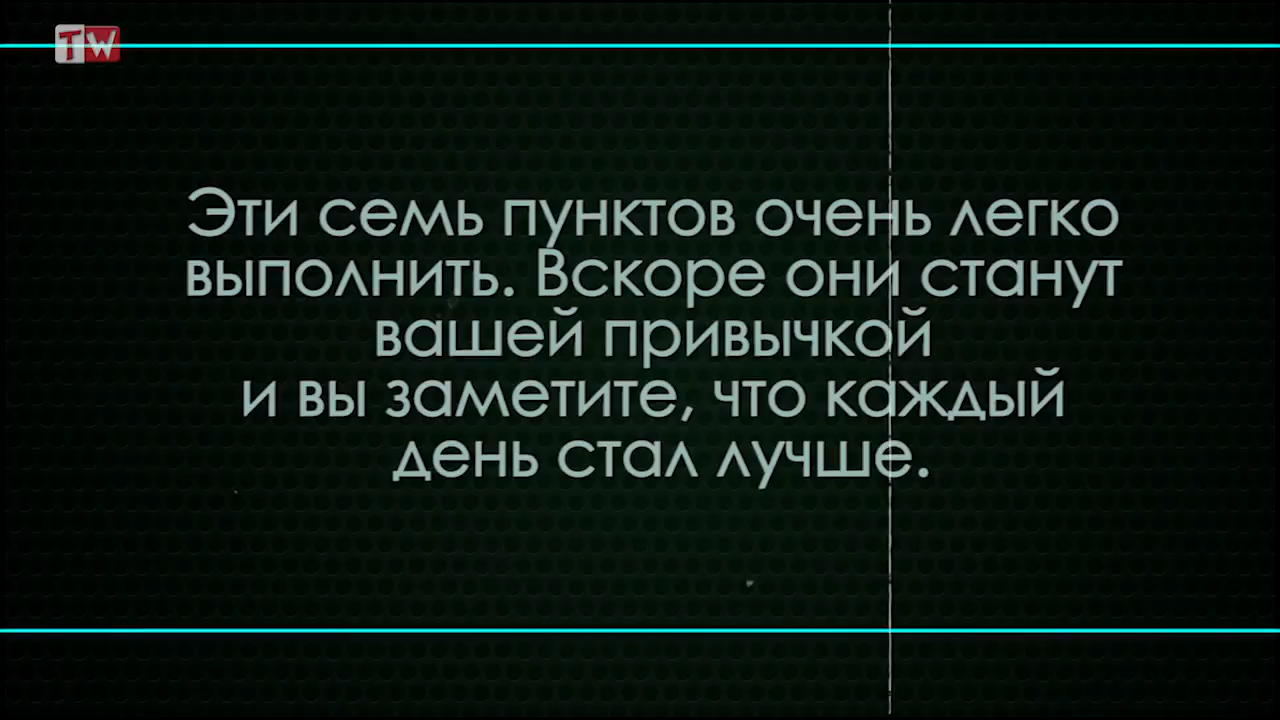 TW
Эти семь пунктов очень легко
выполнить. Вскоре они станут
вашей привычкой
и вы заметите, что каждый
день стал лучше.